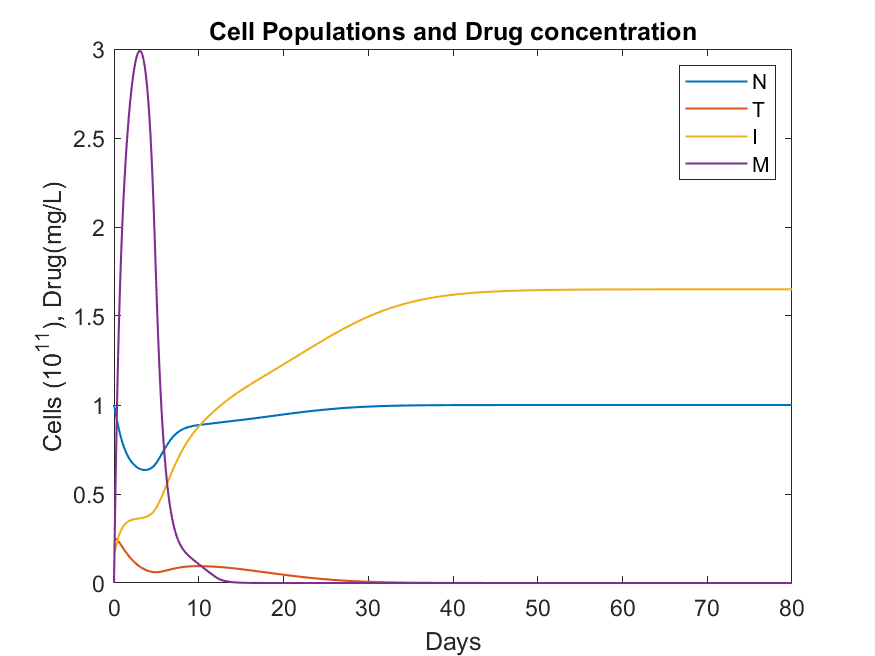 Cell Populations and Drug concentration
3
2.5
2
1.5
1
0.5
0
Cells (10^11), Drug(mg/L)
N
T
I
M
0 10 20 30 40 50 60 70 80
Days